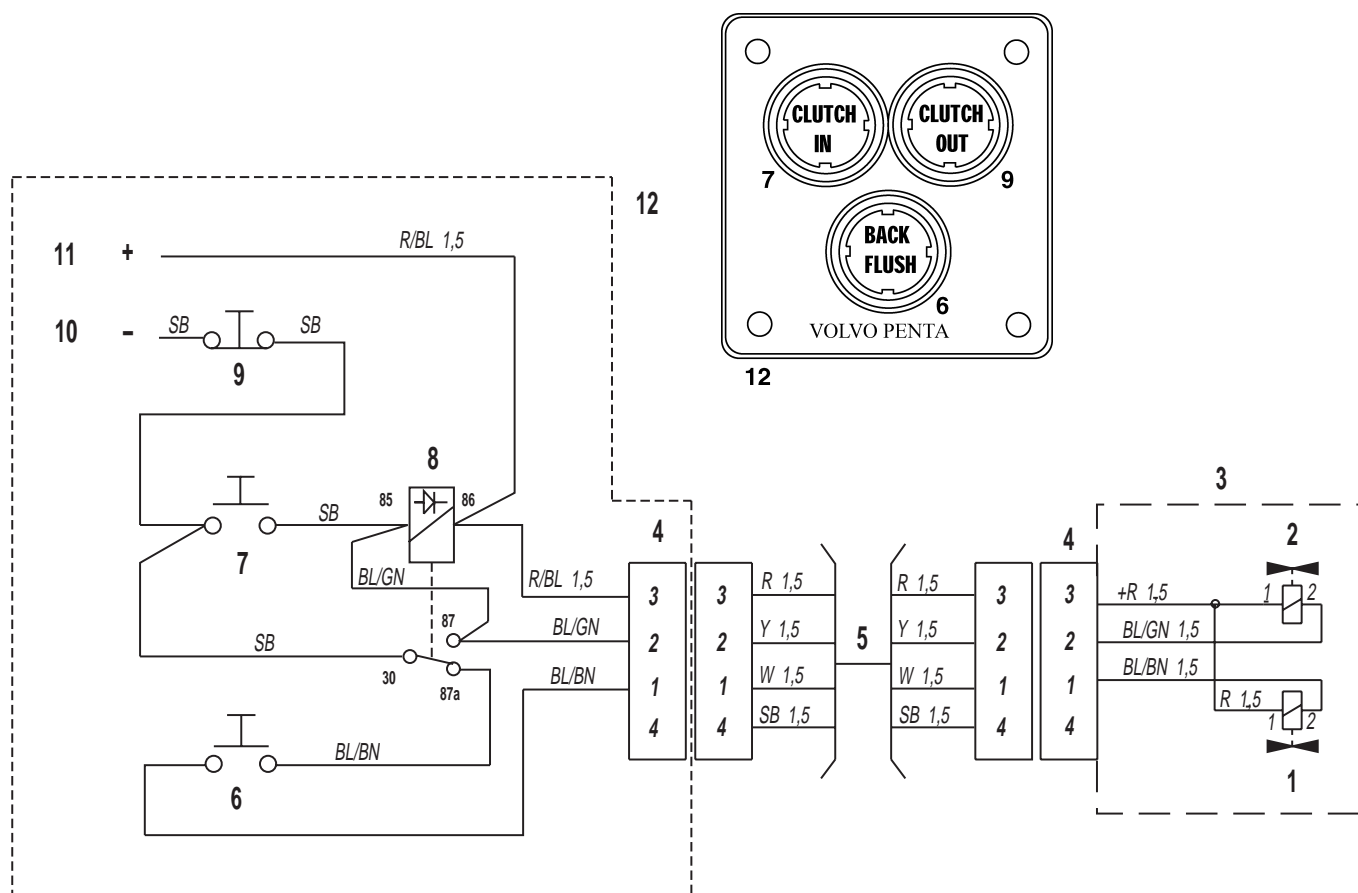 CLUTCH
IN
CLUTCH
OUT
7
9
BACK
FLUSH
6
VOLVO PENTA
12
12
11 + R/BL 1,5
10 - SB SB
9
8
85 86
SB
7
BL/GN
R/BL 1,5
87
BL/GN
SB
30
87a
BL/BN
BL/BN
6
4
3
2
1
4
3
2
1
4
R 1,5
Y 1,5
W 1,5
SB 1,5
5
R 1,5
Y 1,5
W 1,5
SB 1,5
3
2
1
4
4
3
2
1
4
3
2
+R 1,5
1 2
BL/GN 1,5
BL/BN 1,5
R 1,5
1 2
1